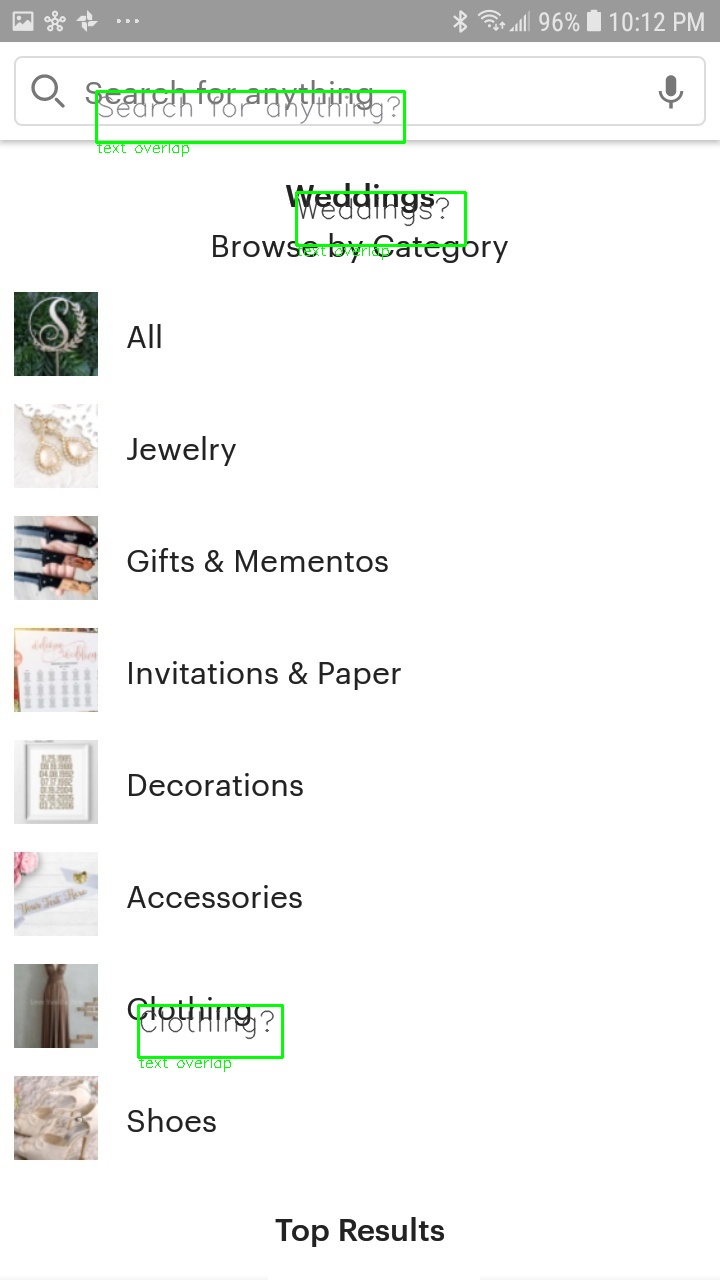 96% 10:12 PM
Search for anything
Search for anything?
text overlap
Weddings
Weddings?
Browse by Category
text overlap
All
Jewelry
Gifts & Mementos
Invitations & Paper
Decorations
Accessories
Clothing
Clothing?
text overlap
Shoes
Top Results